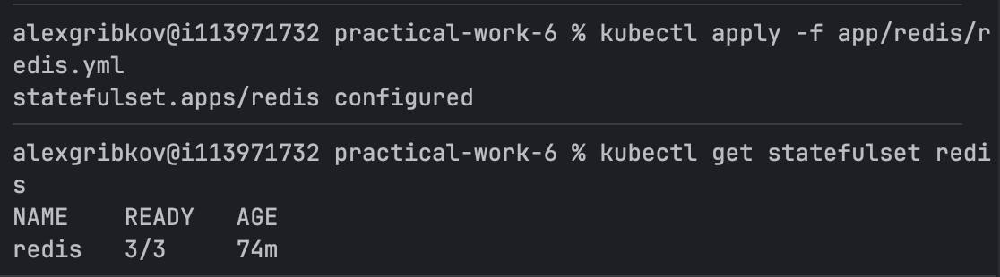 alexgribkov@i113971732 practical-work-6 % kubectl apply -f app/redis/r
edis.yml
statefulset.apps/redis configured
alexgribkov@i113971732 practical-work-6 % kubectl get statefulset redi
s
NAME    READY   AGE
redis   3/3     74m